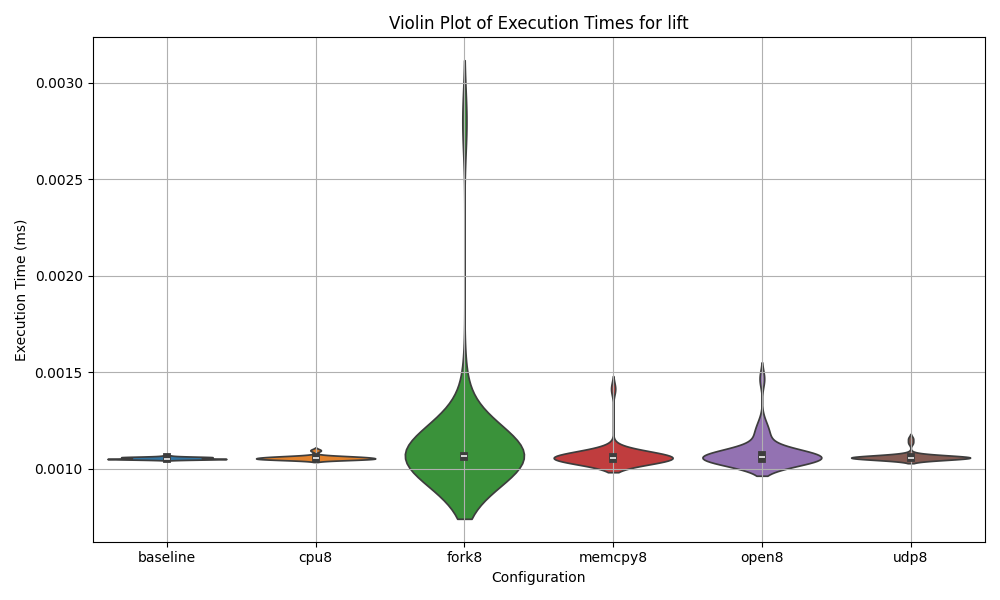 Violin Plot of Execution Times for lift
Execution Time (ms)
0.0030
0.0025
0.0020
0.0015
0.0010
baseline cpu8 fork8 memcpy8 open8 udp8
Configuration